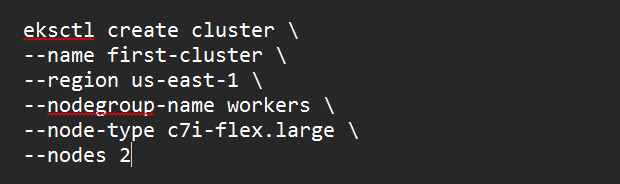 eksctl create cluster \
--name first-cluster \
--region us-east-1 \
--nodegroup-name workers \
--node-type c7i-flex.large \
--nodes 2